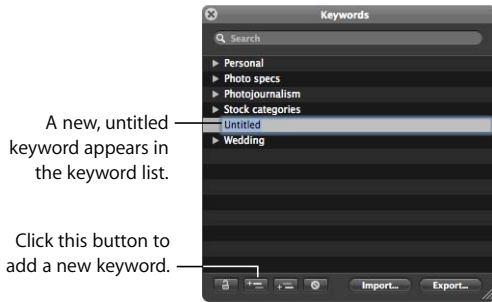 Keywords
Search
Personal
Photo specs
Photojournalism
Stock categories
Untitled
Wedding
A new, untitled
keyword appears in
the keyword list.
Click this button to
add a new keyword.
Import... Export...